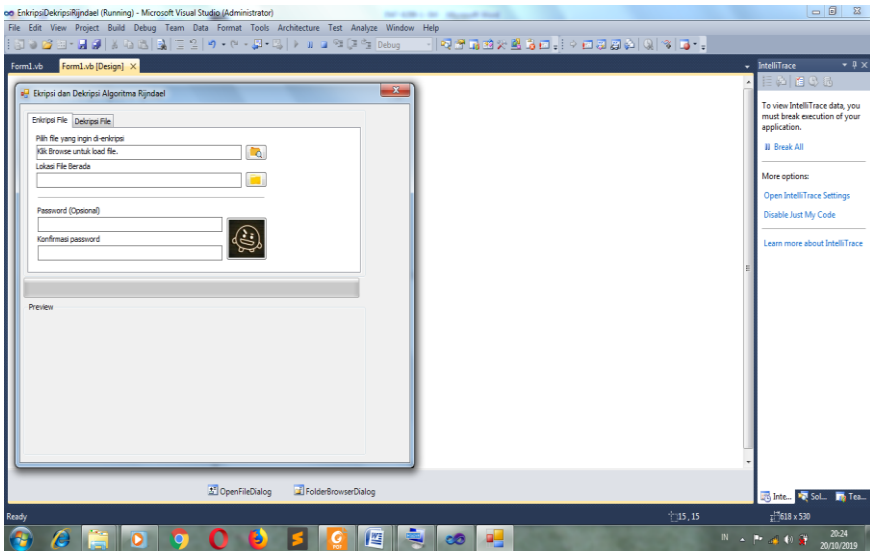 EnkripsiDekripsiRijndael (Running) - Microsoft Visual Studio (Administrator)
File Edit View Project Build Debug Team Data Format Tools Architecture Test Analyze Window Help
Debug
Form1.vb Form1.vb [Design]
IntelliTrace
Ekripsi dan Dekripsi Algoritma Rijndael
Enkripsi File Dekripsi File
Pilih file yang ingin di-enkripsi
Klik Browse untuk load file.
Lokasi File Berada
Password (Opsional)
Konfirmasi password
Preview
To view IntelliTrace data, you
must break execution of your
application.
Break All
More options:
Open IntelliTrace Settings
Disable Just My Code
Learn more about IntelliTrace
OpenFileDialog FolderBrowserDialog
Inte... Sol... Tea...
Ready 15, 15 618 x 530
IN 20:24
20/10/2019